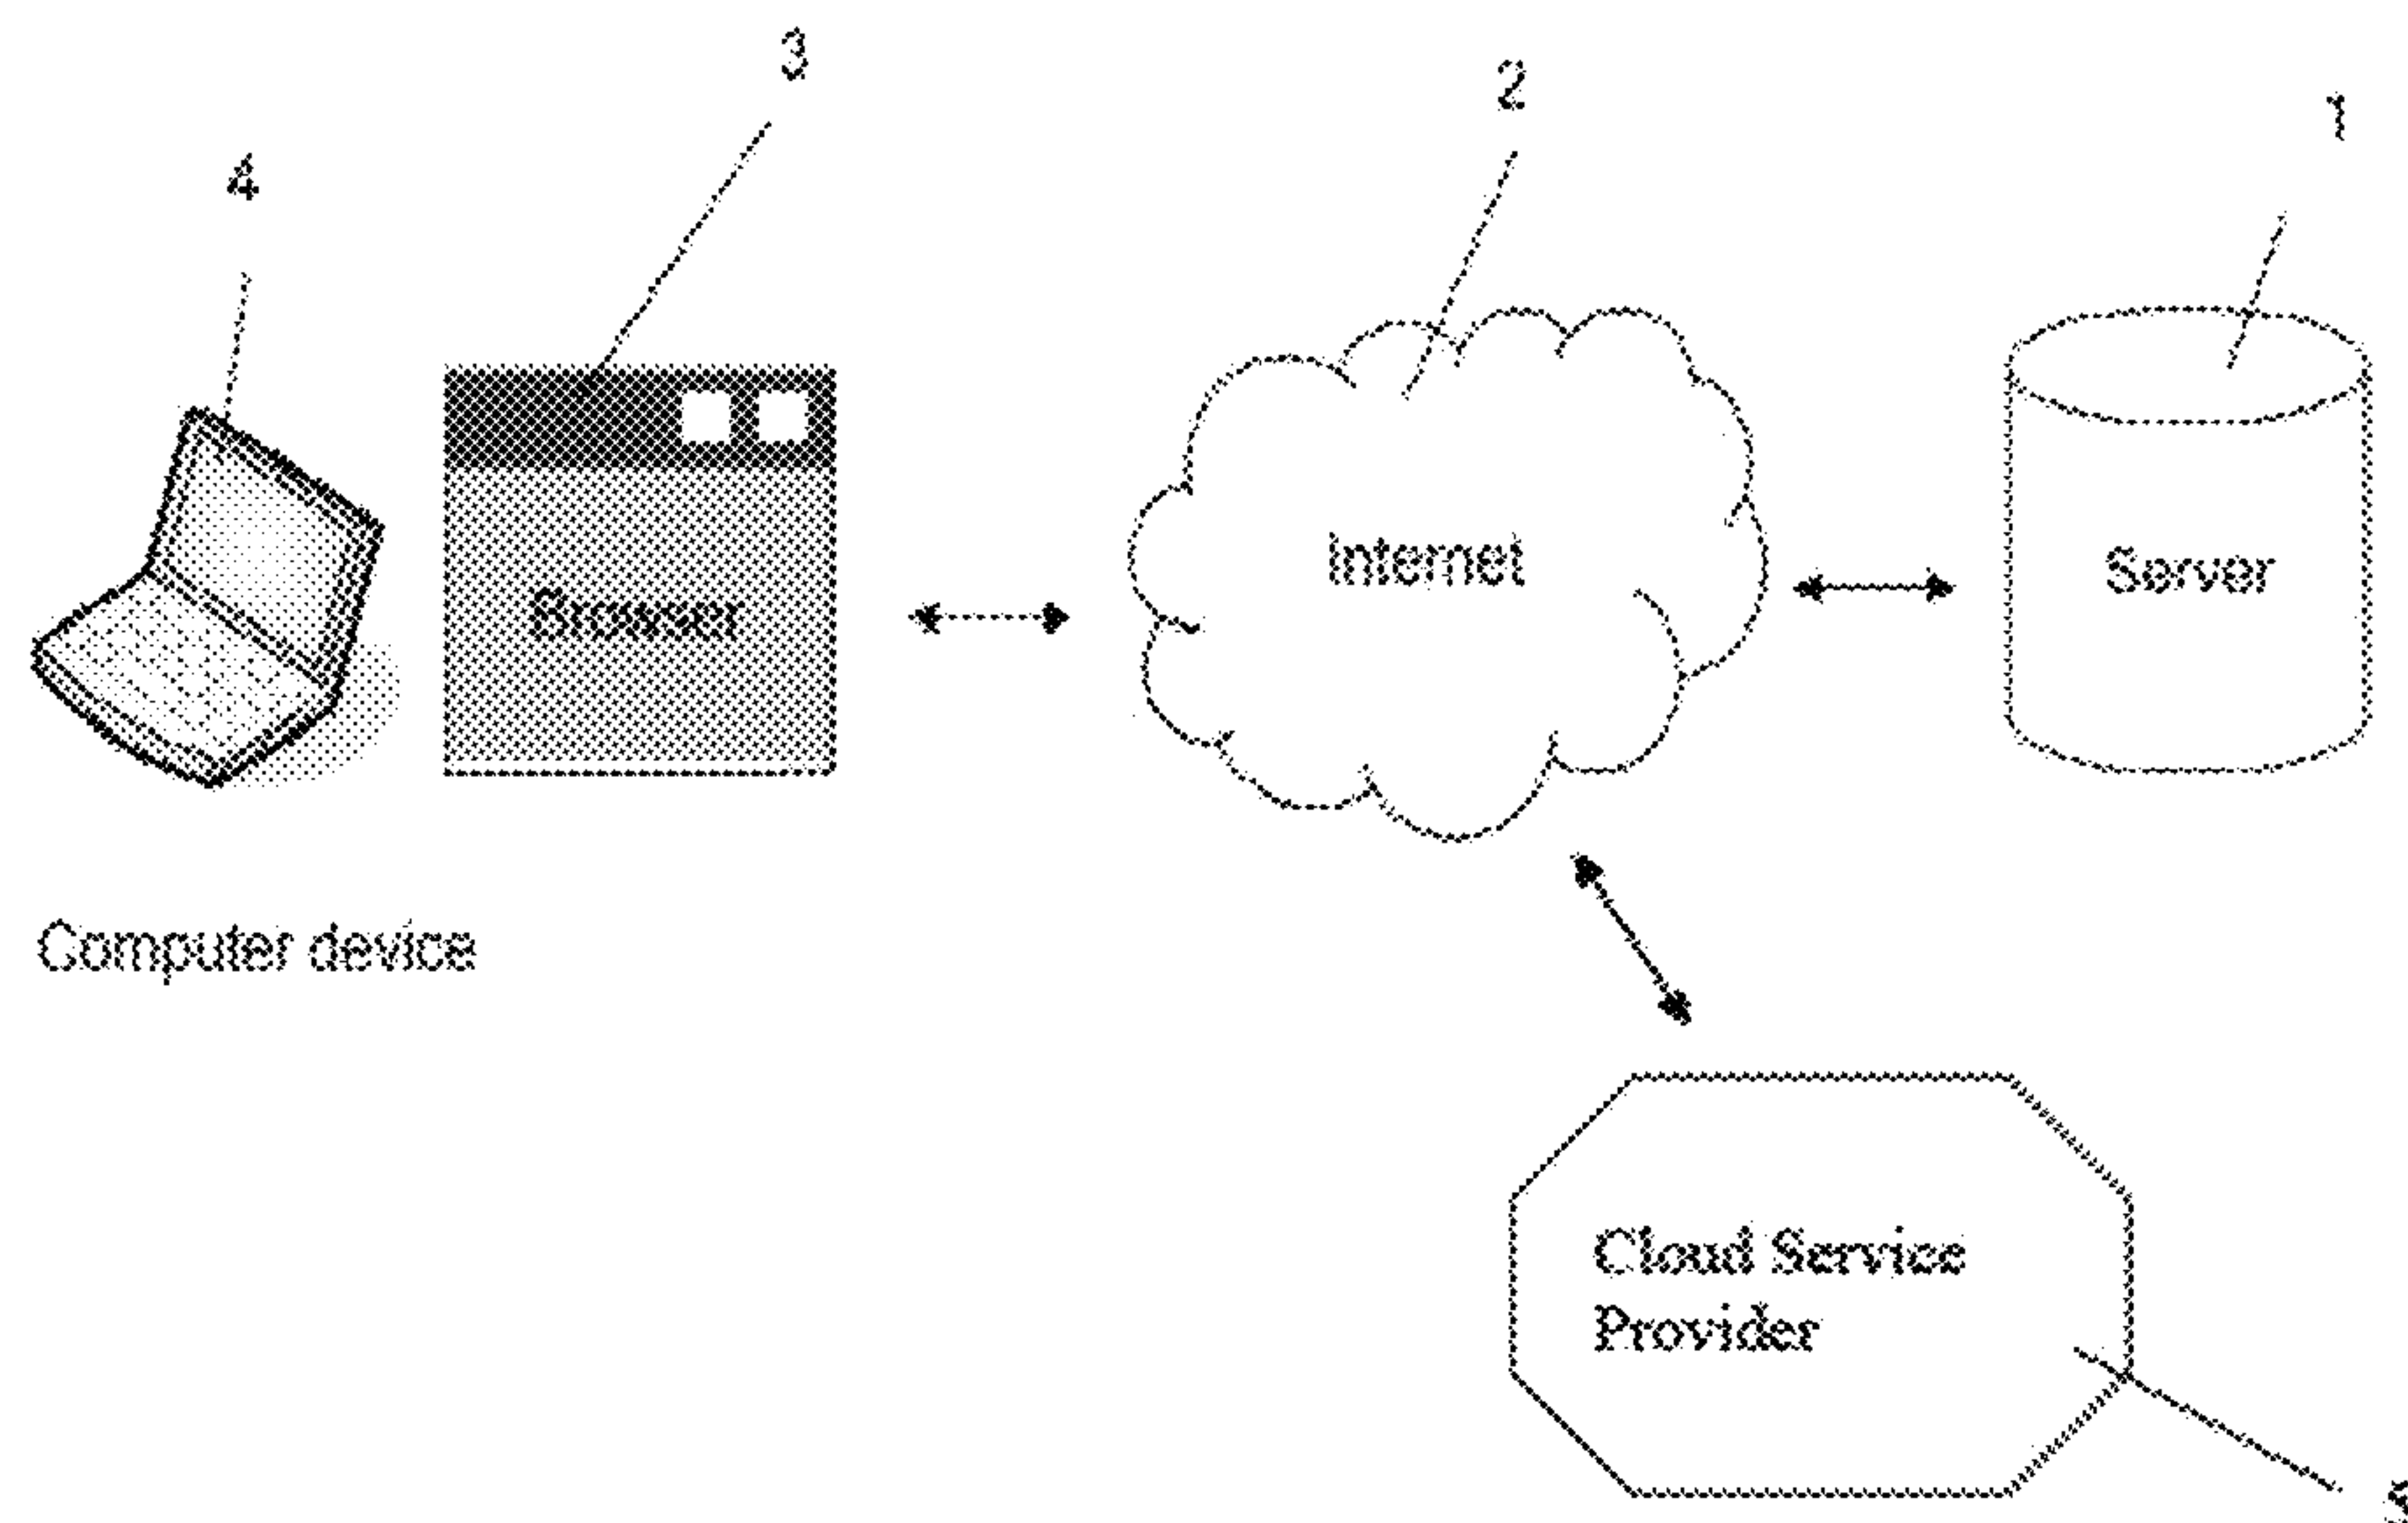 3
2
1
4
Internet
Server
Browser
Computer device
Cloud Service
Provider